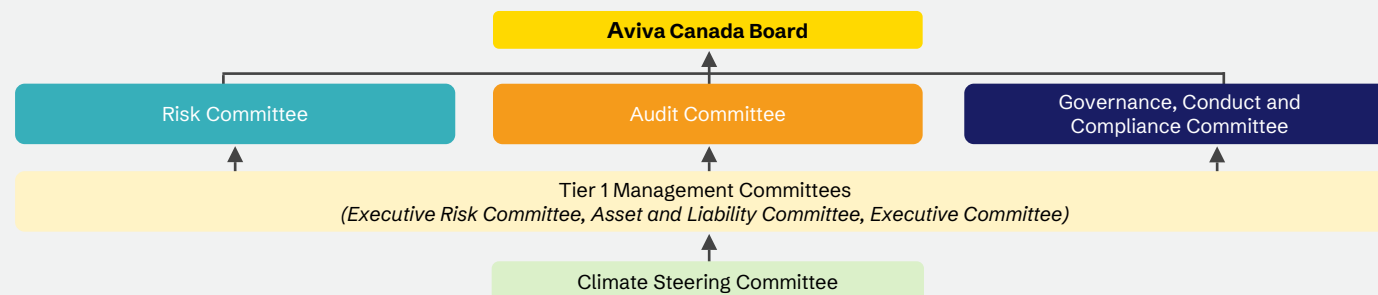 Aviva Canada Board
Risk Committee
Audit Committee
Governance, Conduct and
Compliance Committee
Tier 1 Management Committees
(Executive Risk Committee, Asset and Liability Committee, Executive Committee)
Climate Steering Committee